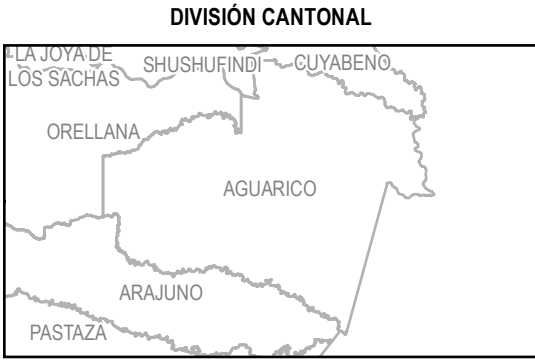 DIVISIÓN CANTONAL
LA JOYA DE
LOS SACHAS
SHUSHUFINDI
CUYABENO
ORELLANA
AGUARICO
ARAJUNO
PASTAZA